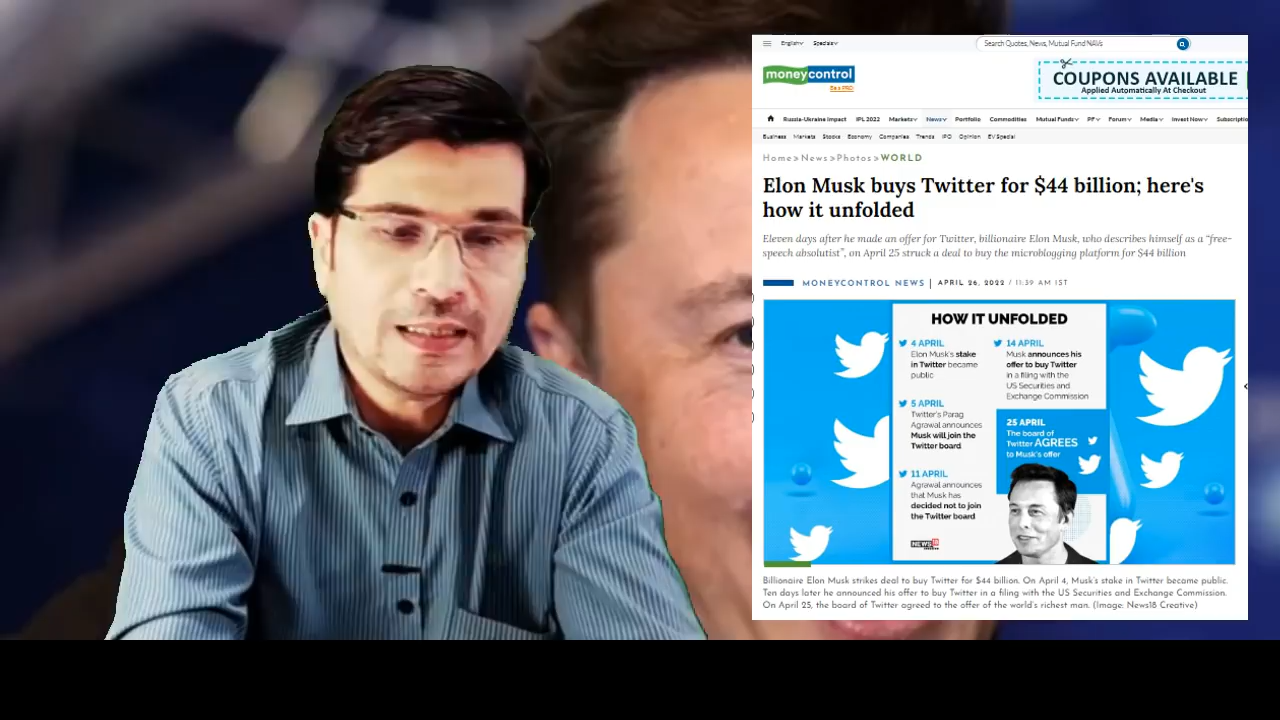 English
Specials
Search Quotes, News, Mutual Fund NAVs
moneycontrol
Be a PRO
COUPONS AVAILABLE
Applied Automatically At Checkout
Russia-Ukraine Impact IPL 2022 Markets News Portfolio Commodities Mutual Funds PF Forum Media Invest Now Subscriptio
Business Markets Stocks Economy Companies Trends IPO Opinion EV Special
Home > News > Photos > WORLD
Elon Musk buys Twitter for $44 billion; here's
how it unfolded
Eleven days after he made an offer for Twitter, billionaire Elon Musk, who describes himself as a “free-
speech absolutist”, on April 25 struck a deal to buy the microblogging platform for $44 billion
MONEYCONTROL NEWS | APRIL 26, 2022 / 11:39 AM IST
HOW IT UNFOLDED
4 APRIL
Elon Musk's stake
in Twitter became
public
5 APRIL
Twitter's Parag
Agrawal announces
Musk will join the
Twitter board
11 APRIL
Agrawal announces
that Musk has
decided not to join
the Twitter board
14 APRIL
Musk announces his
offer to buy Twitter
in a filing with the
US Securities and
Exchange Commission
25 APRIL
The board of
Twitter AGREES
to Musk's offer
NEWS18
Billionaire Elon Musk strikes deal to buy Twitter for $44 billion. On April 4, Musk's stake in Twitter became public.
Ten days later he announced his offer to buy Twitter in a filing with the US Securities and Exchange Commission.
On April 25, the board of Twitter agreed to the offer of the world's richest man. (Image: News18 Creative)